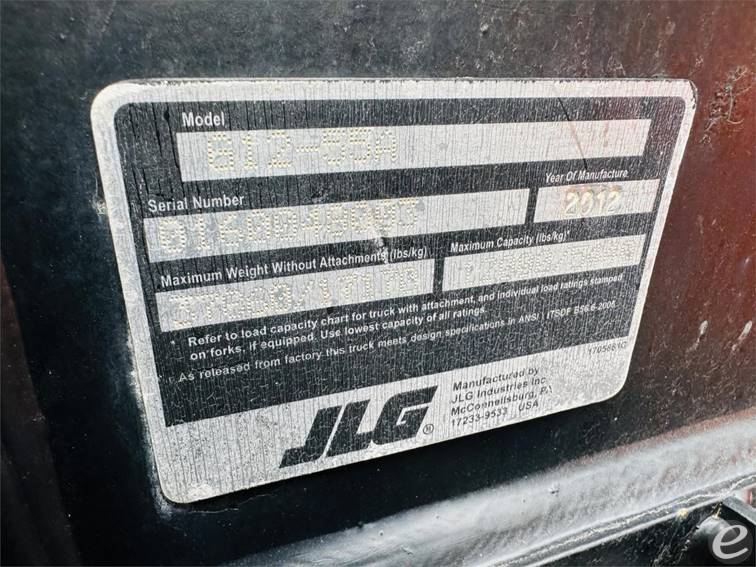 Model
G12-55A
Serial Number
Year Of Manufacture
2012
Maximum Weight Without Attachments (lbs/kg)
Maximum Capacity (lbs/kg)*
* Refer to load capacity chart for truck with attachment, and individual load ratings stamped
on forks, if equipped. Use lowest capacity of all ratings.
As released from factory this truck meets design specifications in ANSI / ITSDF B56.6-2005.
JLG®
Manufactured by
JLG Industries Inc.
McConnellsburg, PA
17233-9533 USA
e